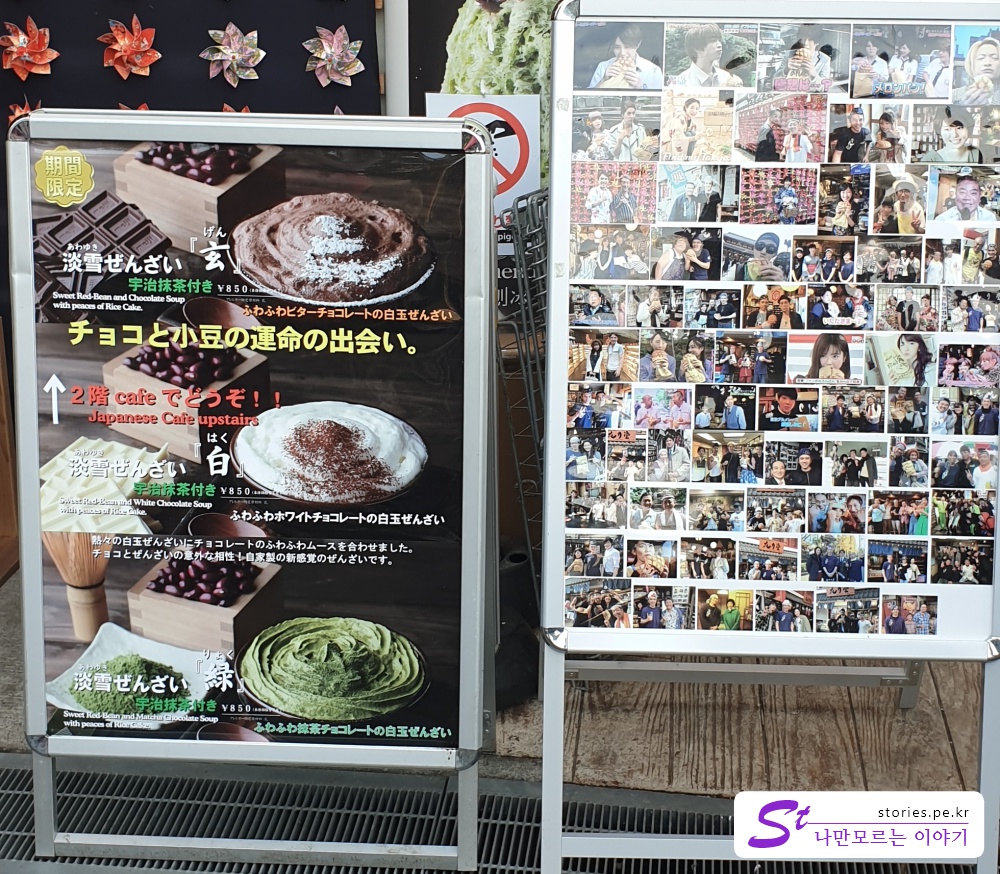 期間
限定
あわゆき
げん
淡雪ぜんざい『玄』
宇治抹茶付き ¥850
Sweet Red-Bean and Chocolate Soup
with peaces of Rice Cake.
ふわふわビターチョコレートの白玉ぜんざい
チョコと小豆の運命の出会い。
2階 cafe でどうぞ！！
Japanese Cafe upstairs
あわゆき
はく
淡雪ぜんざい『白』
宇治抹茶付き ¥850
Sweet Red-Bean and White Chocolate Soup
with peaces of Rice Cake.
ふわふわホワイトチョコレートの白玉ぜんざい
熱々の白玉ぜんざいにチョコレートのふわふわムースを合わせました。
チョコとぜんざいの意外な相性！自家製の新感覚のぜんざいです。
あわゆき
りょく
淡雪ぜんざい『緑』
宇治抹茶付き ¥850
Sweet Red-Bean and Matcha Chocolate Soup
with peaces of Rice Cake.
ふわふわ抹茶チョコレートの白玉ぜんざい
メロンパン
St
stories.pe.kr
나만모르는 이야기